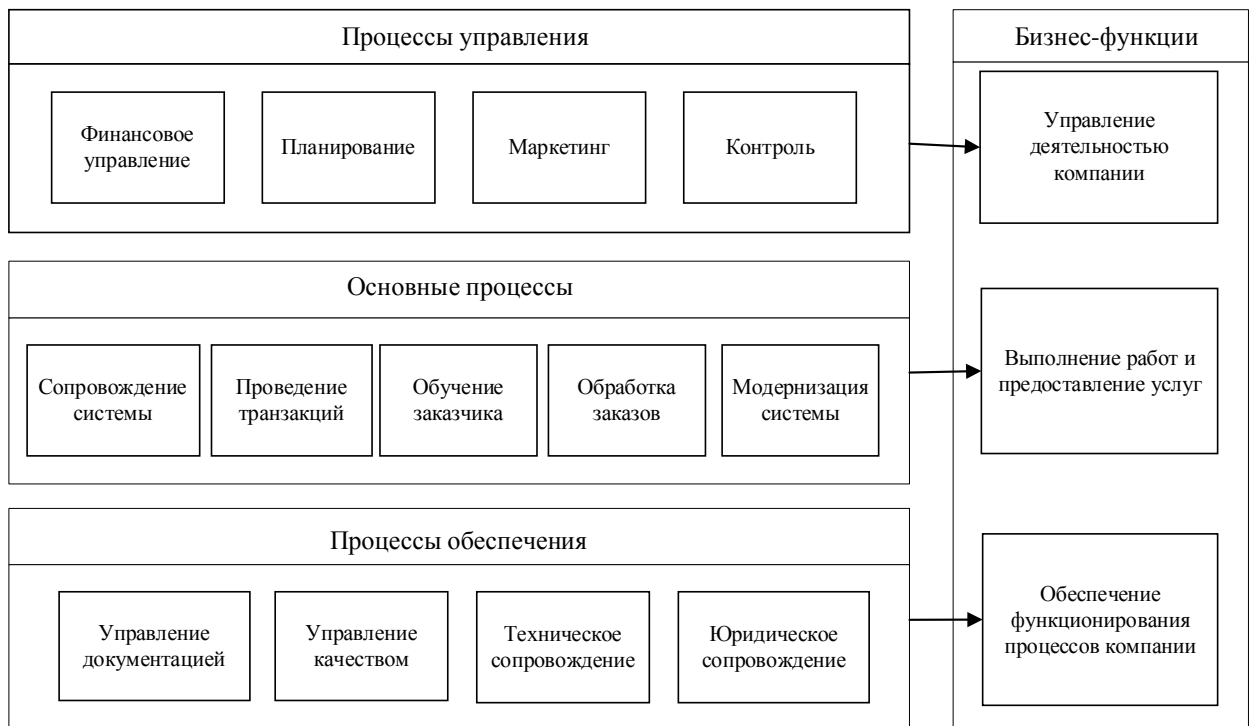 Процессы управления
Финансовое
управление
Планирование
Маркетинг
Контроль
Основные процессы
Сопровождение
системы
Проведение
транзакций
Обучение
заказчика
Обработка
заказов
Модернизация
системы
Процессы обеспечения
Управление
документацией
Управление
качеством
Техническое
сопровождение
Юридическое
сопровождение
Бизнес-функции
Управление
деятельностью
компании
Выполнение работ и
предоставление услуг
Обеспечение
функционирования
процессов компании